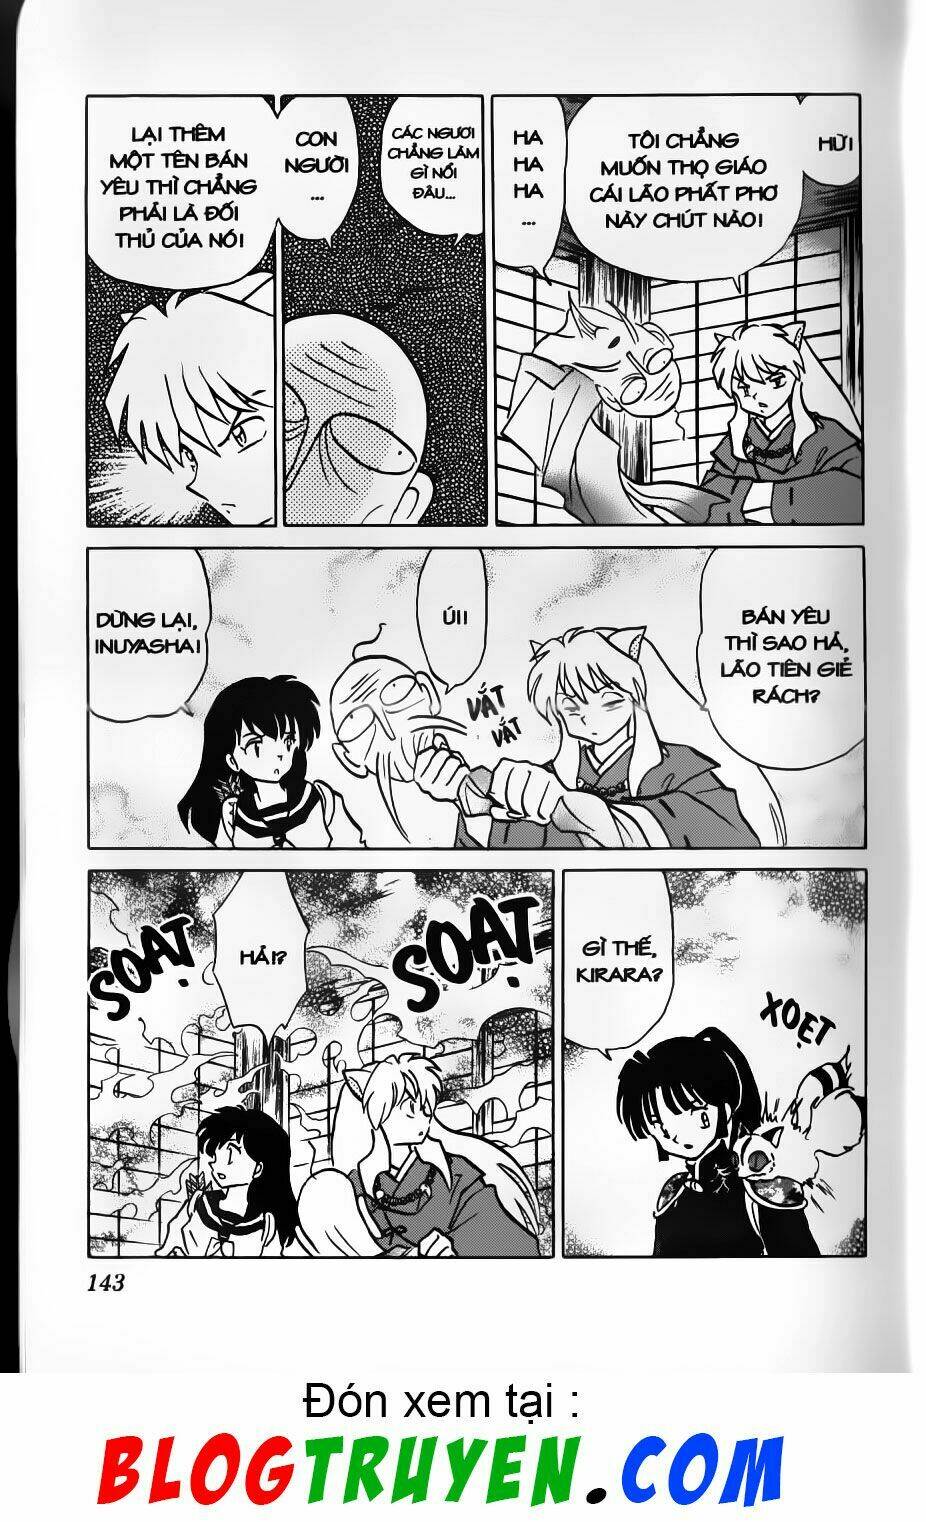 HỪ!
TÔI CHẲNG
MUỐN THỌ GIÁO
CÁI LÃO PHẤT PHƠ
NÀY CHÚT NÀO!
HA
HA
HA
...
CÁC NGƯƠI
CHẲNG LÀM
GÌ NỔI
ĐÂU...
CON
NGƯỜI
...
LẠI THÊM
MỘT TÊN BÁN
YÊU THÌ CHẲNG
PHẢI LÀ ĐỐI
THỦ CỦA NÓ!
BÁN YÊU
THÌ SAO HẢ,
LÃO TIÊN GIẺ
RÁCH?
ÚI!
VẮT
VẮT
DỪNG LẠI,
INUYASHA!
GÌ THẾ,
KIRARA?
XOẸT
SOẠT
HẢ!?
SOẠT
143
Đón xem tại :
BLOGTRUYEN.COM